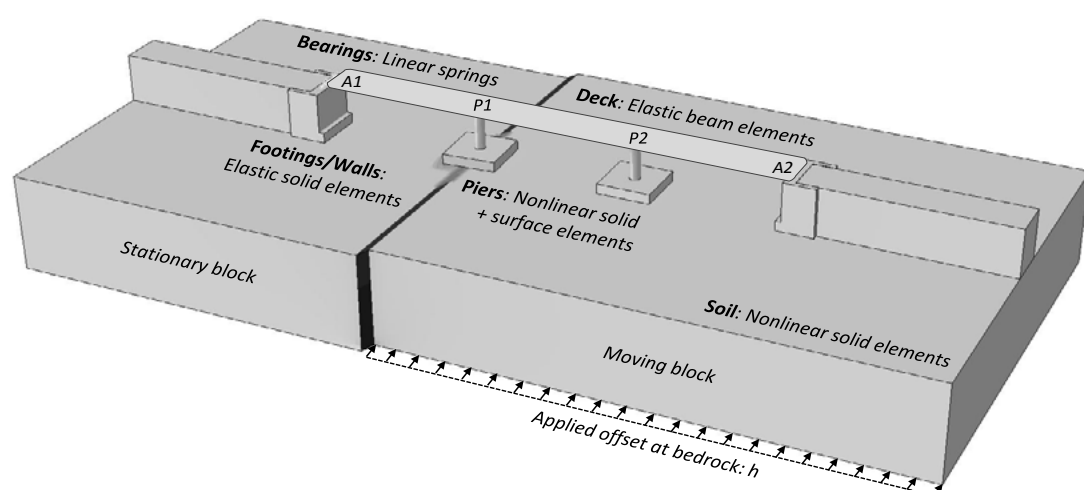 Bearings: Linear springs
A1
P1
Deck: Elastic beam elements
P2
A2
Footings/Walls:
Elastic solid elements
Piers: Nonlinear solid
+ surface elements
Stationary block
Soil: Nonlinear solid elements
Moving block
Applied offset at bedrock: h